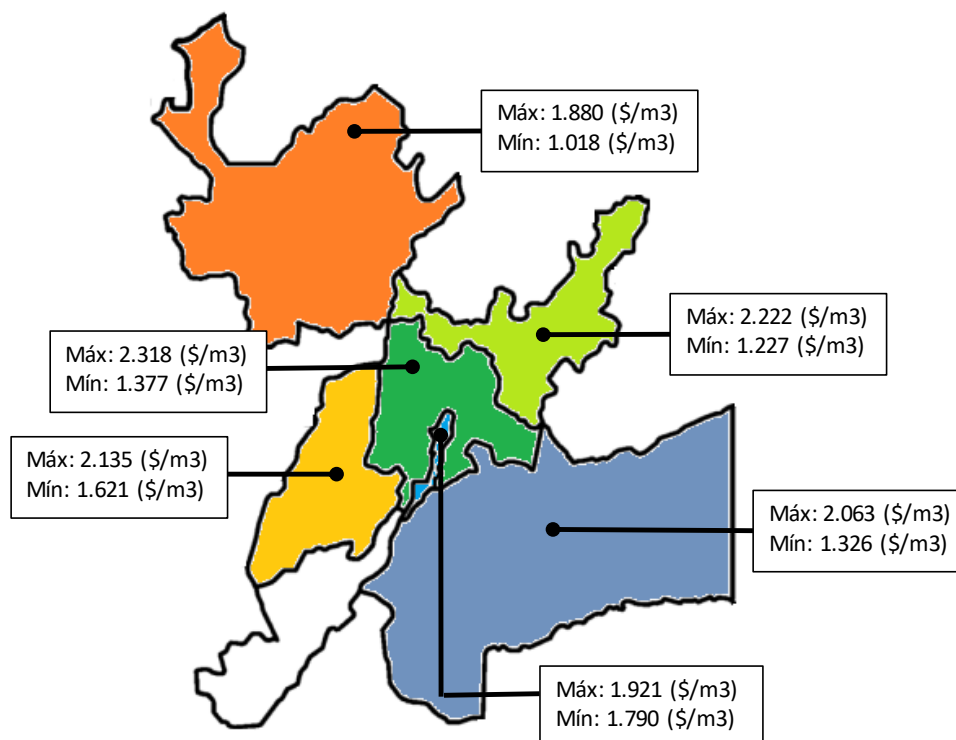 Máx: 1.880 ($/m3)
Mín: 1.018 ($/m3)
Máx: 2.222 ($/m3)
Mín: 1.227 ($/m3)
Máx: 2.318 ($/m3)
Mín: 1.377 ($/m3)
Máx: 2.135 ($/m3)
Mín: 1.621 ($/m3)
Máx: 2.063 ($/m3)
Mín: 1.326 ($/m3)
Máx: 1.921 ($/m3)
Mín: 1.790 ($/m3)